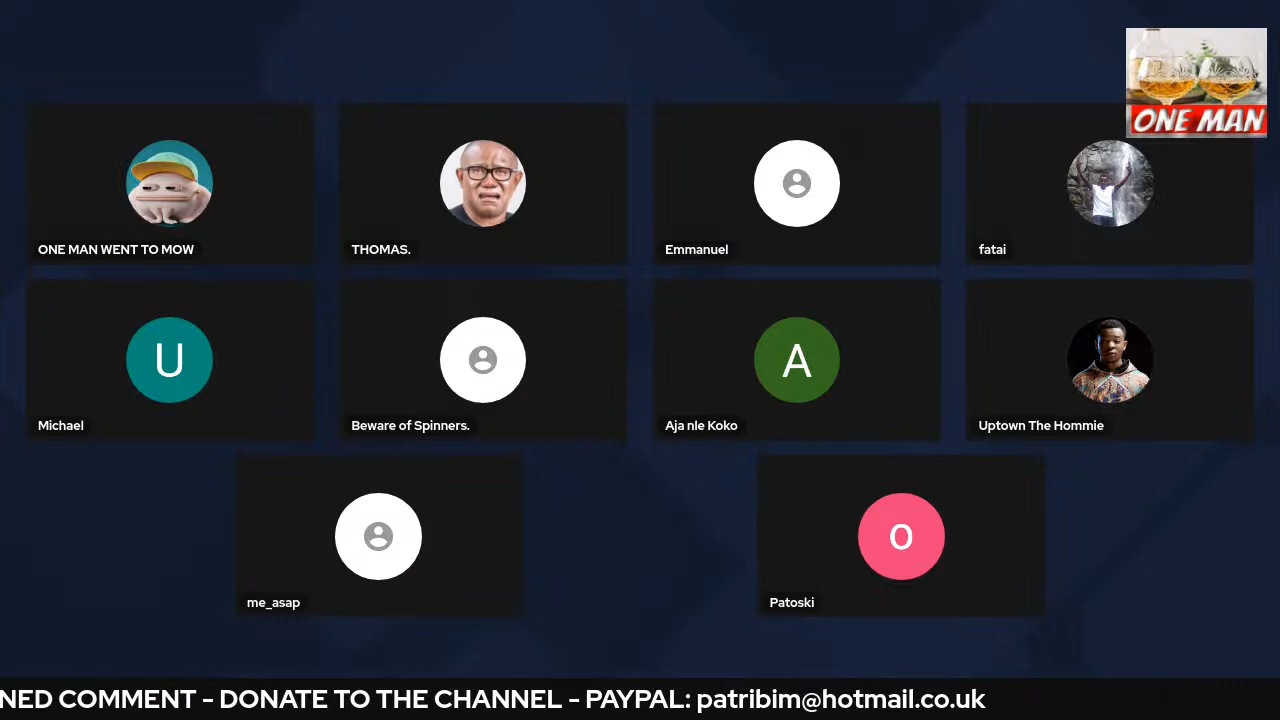 ONE MAN
ONE MAN WENT TO MOW
THOMAS.
Emmanuel
fatai
U
Michael
Beware of Spinners.
A
Aja nle Koko
Uptown The Hommie
me_asap
o
Patoski
NED COMMENT - DONATE TO THE CHANNEL - PAYPAL: patribim@hotmail.co.uk